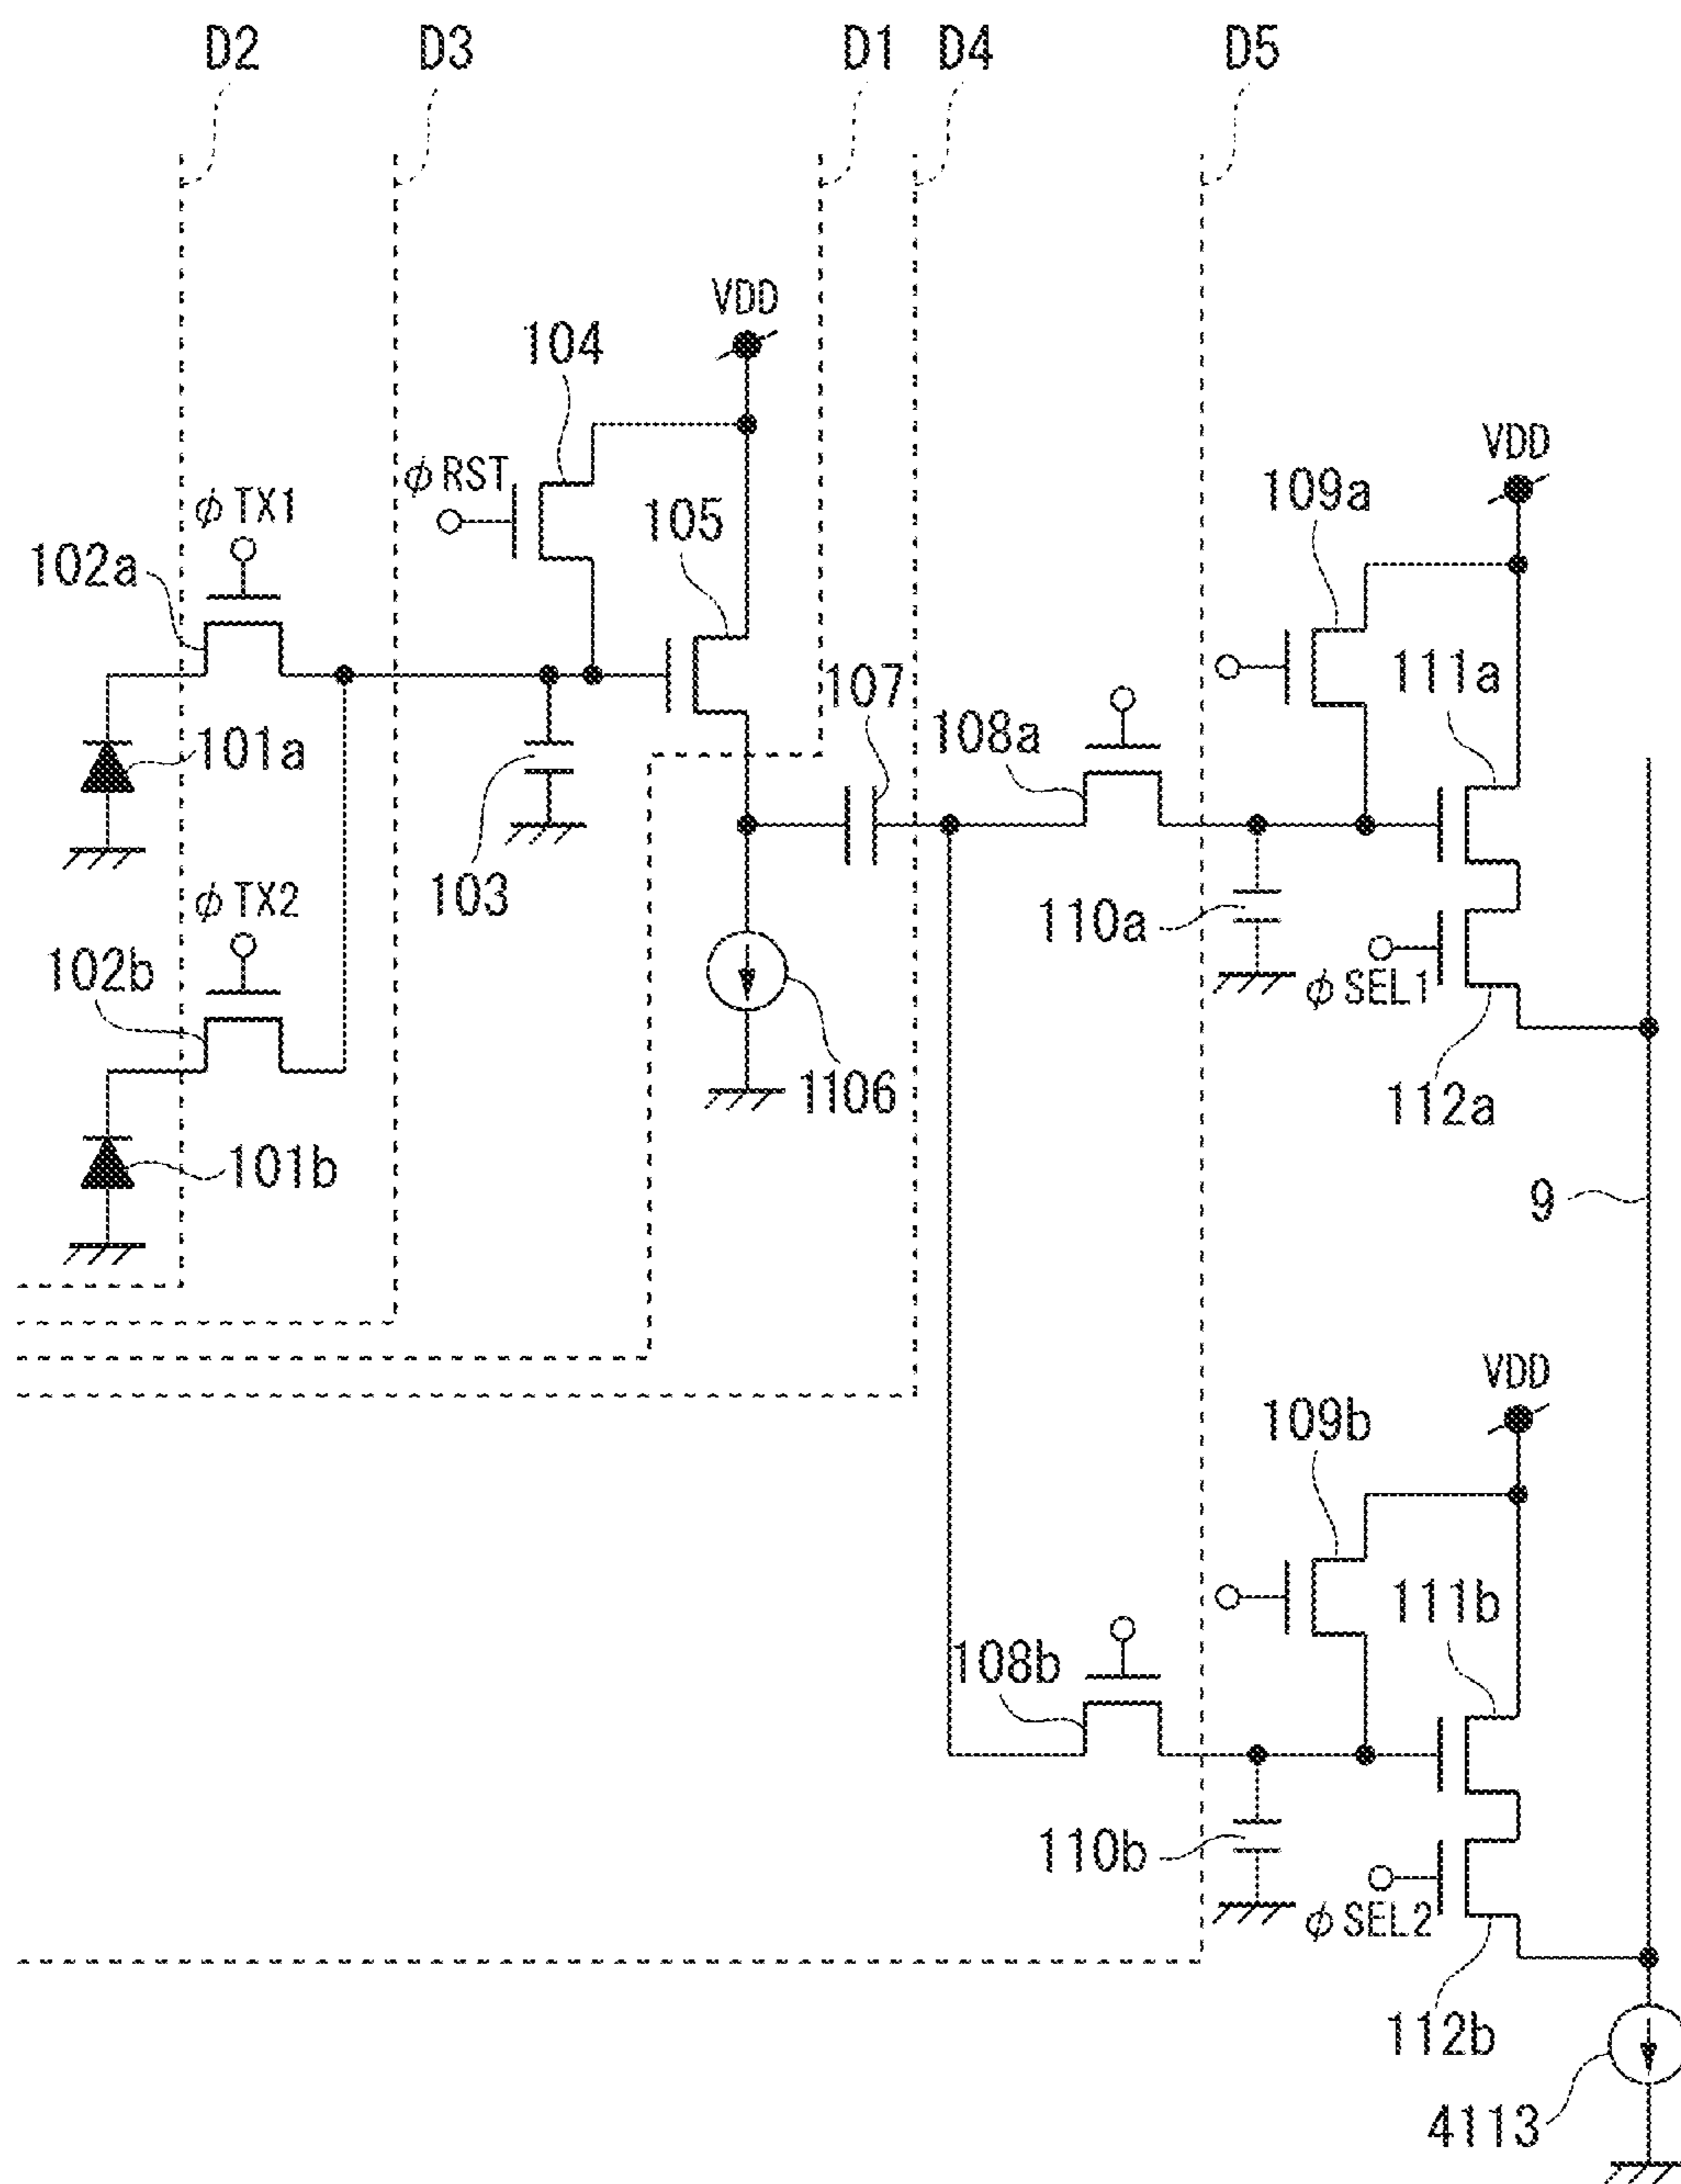 D2 D3 D1 D4 D5
VDD
104
VDD
φRST
109a
φTX1
105
102a
107
111a
108a
101a
103
φTX2
110a
102b
φSEL1
1106
112a
101b
9
VDD
109b
111b
108b
110b
φSEL2
112b
4113